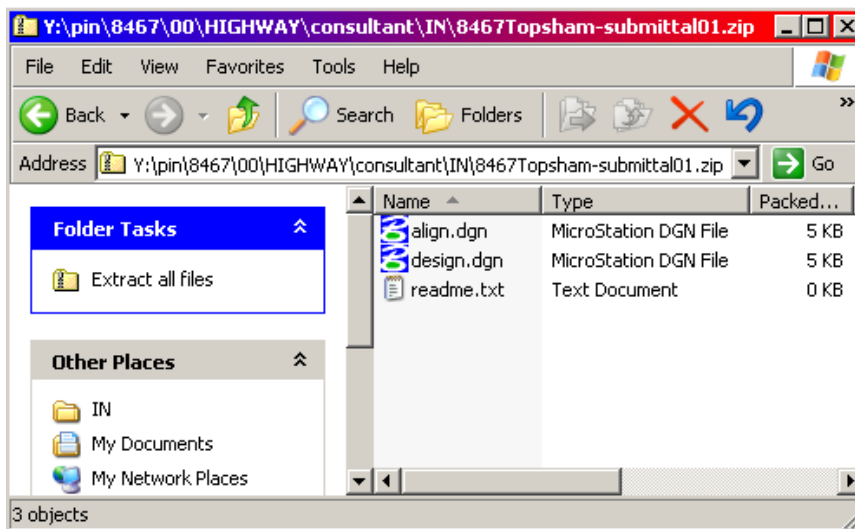 Y:\pin\8467\00\HIGHWAY\consultant\IN\8467Topsham-submittal01.zip
File Edit View Favorites Tools Help
Back Search Folders »
Address Y:\pin\8467\00\HIGHWAY\consultant\IN\8467Topsham-submittal01.zip Go
Folder Tasks
Extract all files
Other Places
IN
My Documents
My Network Places
Name Type Packed...
align.dgn MicroStation DGN File 5 KB
design.dgn MicroStation DGN File 5 KB
readme.txt Text Document 0 KB
3 objects